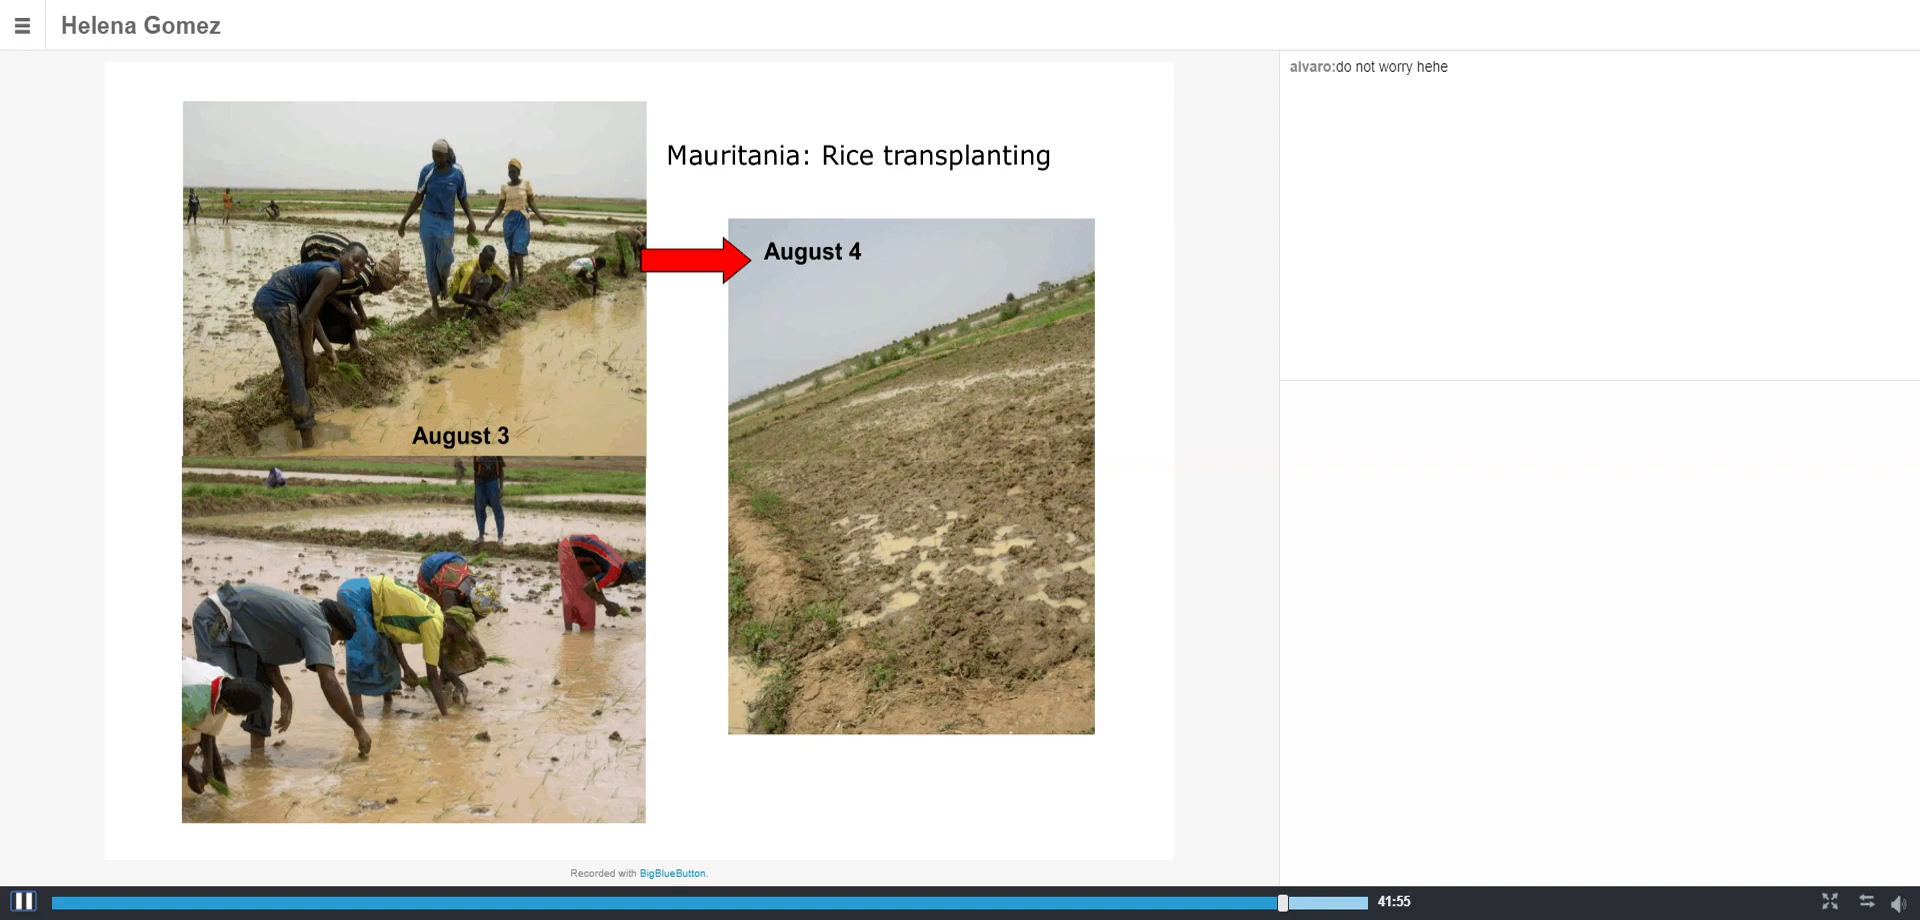 Helena Gomez
alvaro:do not worry hehe
Mauritania: Rice transplanting
August 4
August 3
Recorded with BigBlueButton.
41:55